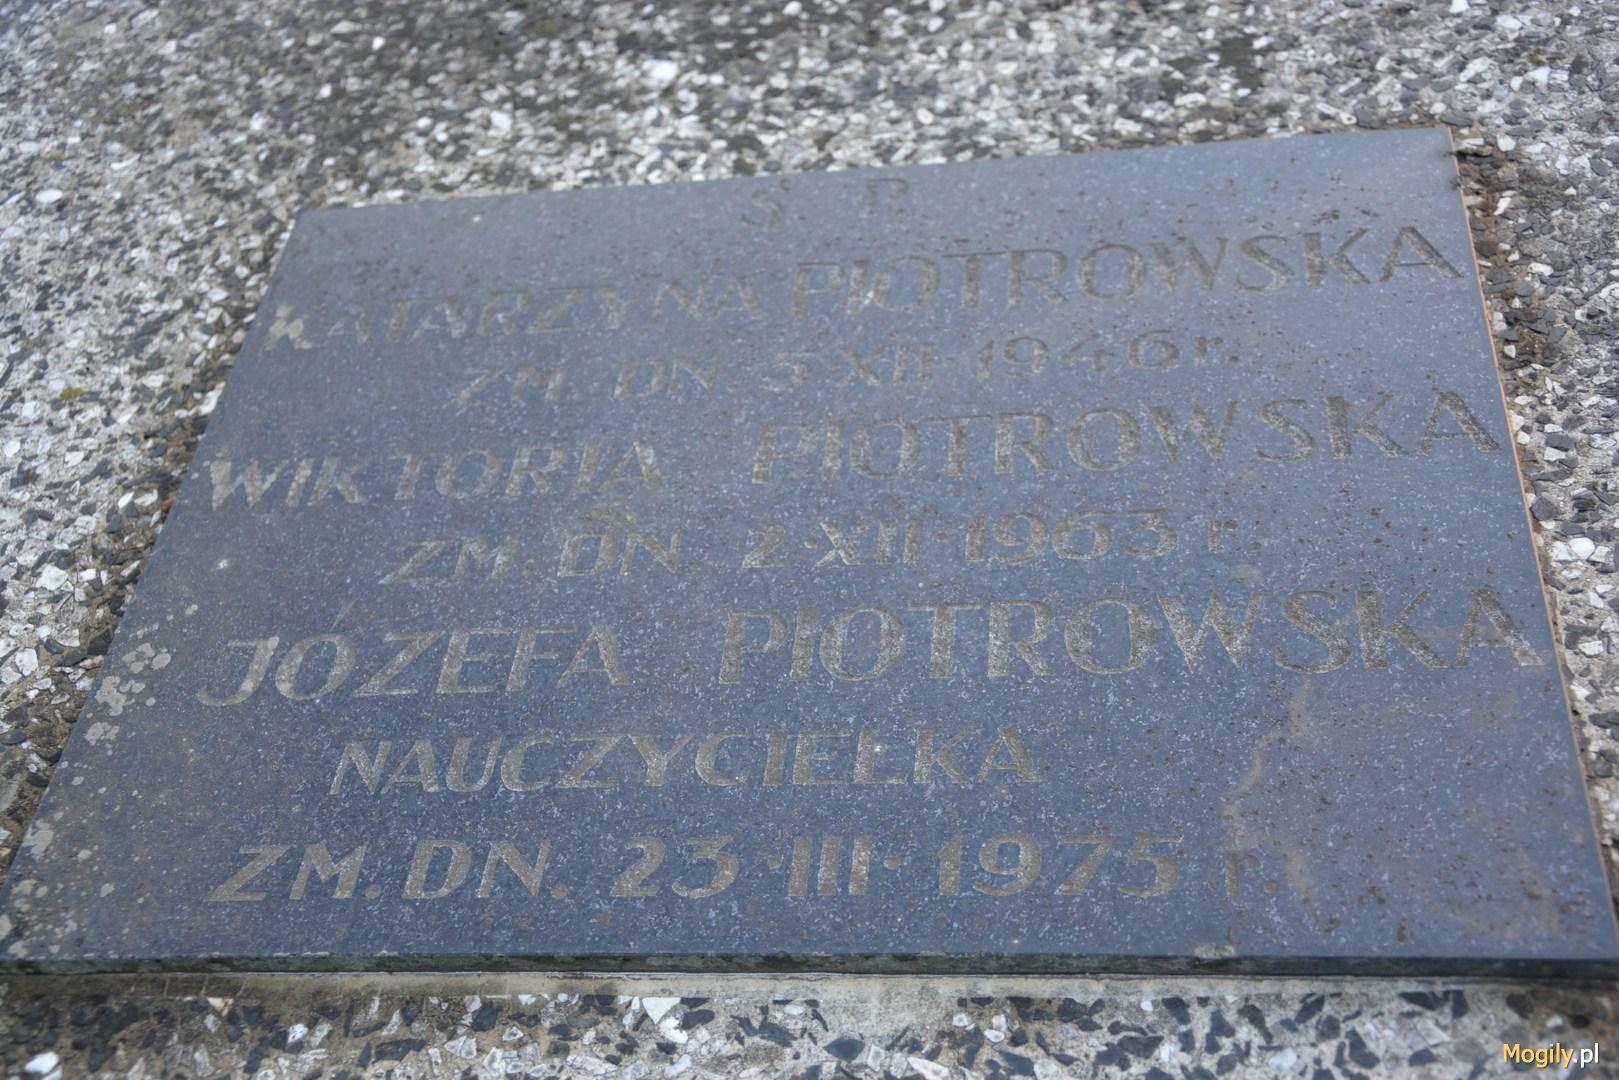 Ś P.
KATARZYNA PIOTROWSKA
ZM. DN. 5·XII·1946 r.
WIKTORIA PIOTROWSKA
ZM. DN. 2·XII·1963 r.
JÓZEFA PIOTROWSKA
NAUCZYCIEŁKA
ZM. DN. 23·III·1975 r.
Mogily.pl